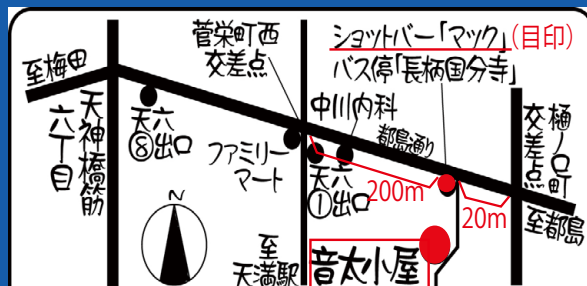 菅栄町西
交差点
ショットバー「マック」(目印)
バス停「長柄国分寺」
至梅田
天神橋筋
六丁目
天六
⑧出口
中川内科
都島通り
樋ノ口町
交差点
ファミリー
マート
天六
①出口
200m
20m
至都島
N
至
天満駅
音太小屋